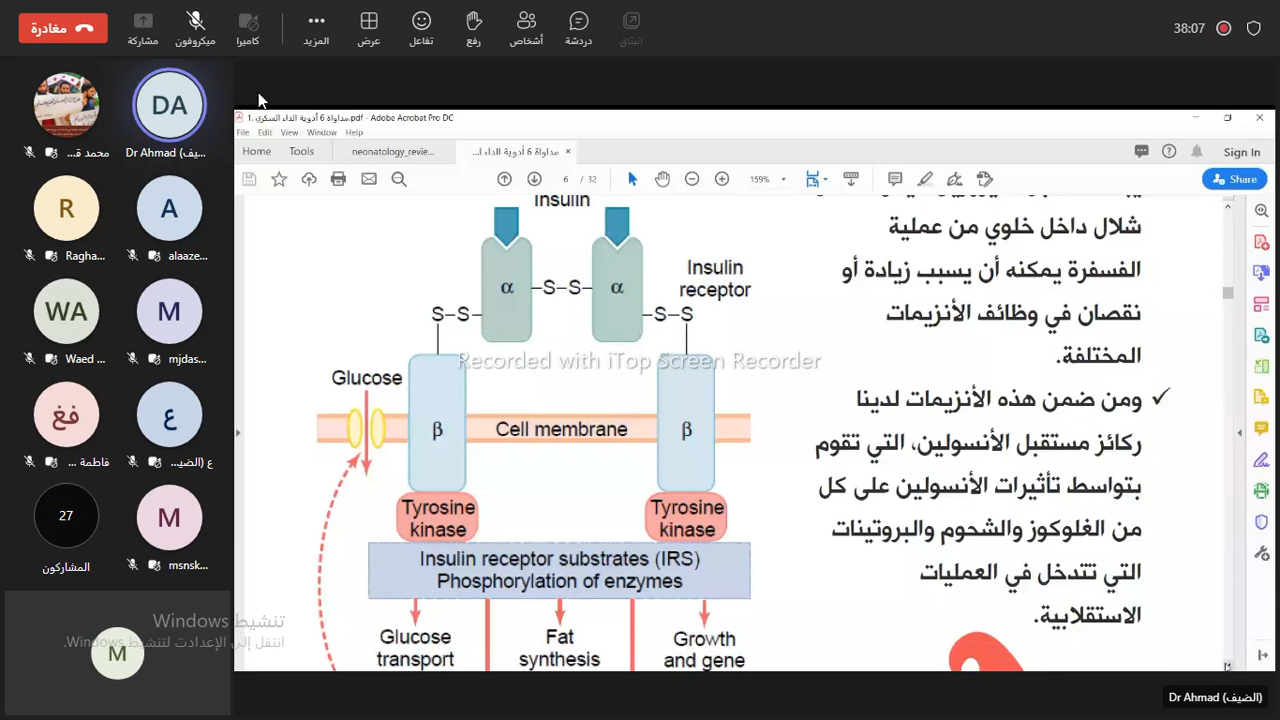 مغادرة
مشاركة
ميكروفون
كاميرا
المزيد
عرض
تفاعل
رفع
أشخاص
دردشة
انبثاق
38:07
DA
محمد ق...
Dr Ahmad (ضيف)...
R
A
Ragha...
alaaze...
WA
M
Waed ...
mjdas...
فغ
ع
فاطمة ...
ع (الضيـ...
27
M
المشاركون
msnsk...
M
تنشيط Windows
انتقل إلى الإعدادت لتنشيط Windows.
1. مداواة 6 أدوية الداء السكري.pdf - Adobe Acrobat Pro DC
File Edit View Window Help
Home Tools neonatology_revie... مداواة 6 أدوية الداء ا... ×
Sign In
6 / 32
159%
Share
Insulin
α –S–S– α
Insulin receptor
S–S S–S
Glucose
β Cell membrane β
Tyrosine kinase
Tyrosine kinase
Insulin receptor substrates (IRS)
Phosphorylation of enzymes
Glucose transport
Fat synthesis
Growth and gene
شلال داخل خلوي من عملية
الفسفرة يمكنه أن يسبب زيادة أو
نقصان في وظائف الأنزيمات
المختلفة.
✓ ومن ضمن هذه الأنزيمات لدينا
ركائز مستقبل الأنسولين، التي تقوم
بتواسط تأثيرات الأنسولين على كل
من الغلوكوز والشحوم والبروتينات
التي تتدخل في العمليات
الاستقلابية.
Recorded with iTop Screen Recorder
Dr Ahmad (الضيف)